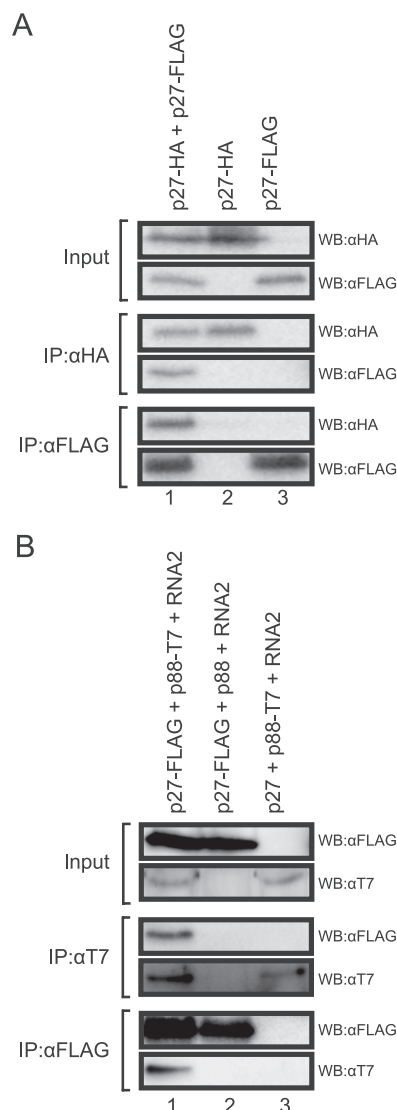 A
p27-HA + p27-FLAG
p27-HA
p27-FLAG
Input
WB:αHA
WB:αFLAG
IP:αHA
WB:αHA
WB:αFLAG
IP:αFLAG
WB:αHA
WB:αFLAG
1 2 3
B
p27-FLAG + p88-T7 + RNA2
p27-FLAG + p88 + RNA2
p27 + p88-T7 + RNA2
Input
WB:αFLAG
WB:αT7
IP:αT7
WB:αFLAG
WB:αT7
IP:αFLAG
WB:αFLAG
WB:αT7
1 2 3